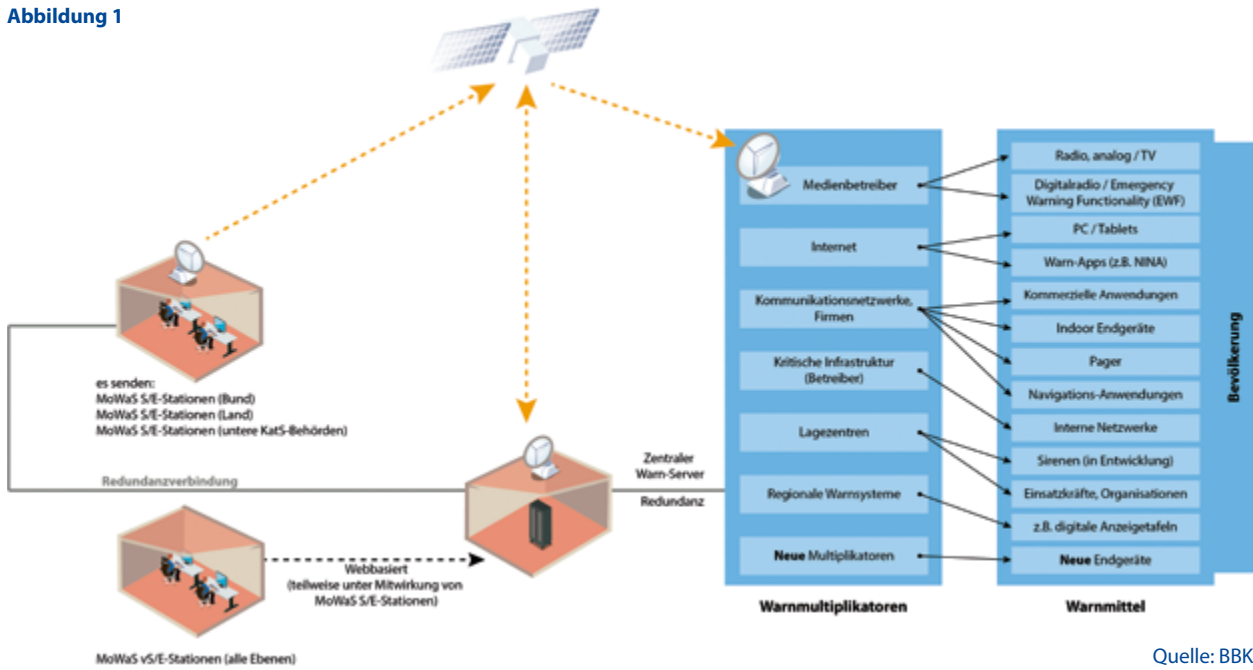 Abbildung 1
es senden:
MoWaS S/E-Stationen (Bund)
MoWaS S/E-Stationen (Land)
MoWaS S/E-Stationen (untere KatS-Behörden)
Redundanzverbindung
Webbasiert
(teilweise unter Mitwirkung von
MoWaS S/E-Stationen)
MoWaS vS/E-Stationen (alle Ebenen)
Zentraler
Warn-Server
Redundanz
Medienbetreiber
Internet
Kommunikationsnetzwerke,
Firmen
Kritische Infrastruktur
(Betreiber)
Lagezentren
Regionale Warnsysteme
Neue Multiplikatoren
Warnmultiplikatoren
Radio, analog / TV
Digitalradio / Emergency
Warning Functionality (EWF)
PC / Tablets
Warn-Apps (z.B. NINA)
Kommerzielle Anwendungen
Indoor Endgeräte
Pager
Navigations-Anwendungen
Interne Netzwerke
Sirenen (in Entwicklung)
Einsatzkräfte, Organisationen
z.B. digitale Anzeigetafeln
Neue Endgeräte
Warnmittel
Bevölkerung
Quelle: BBK